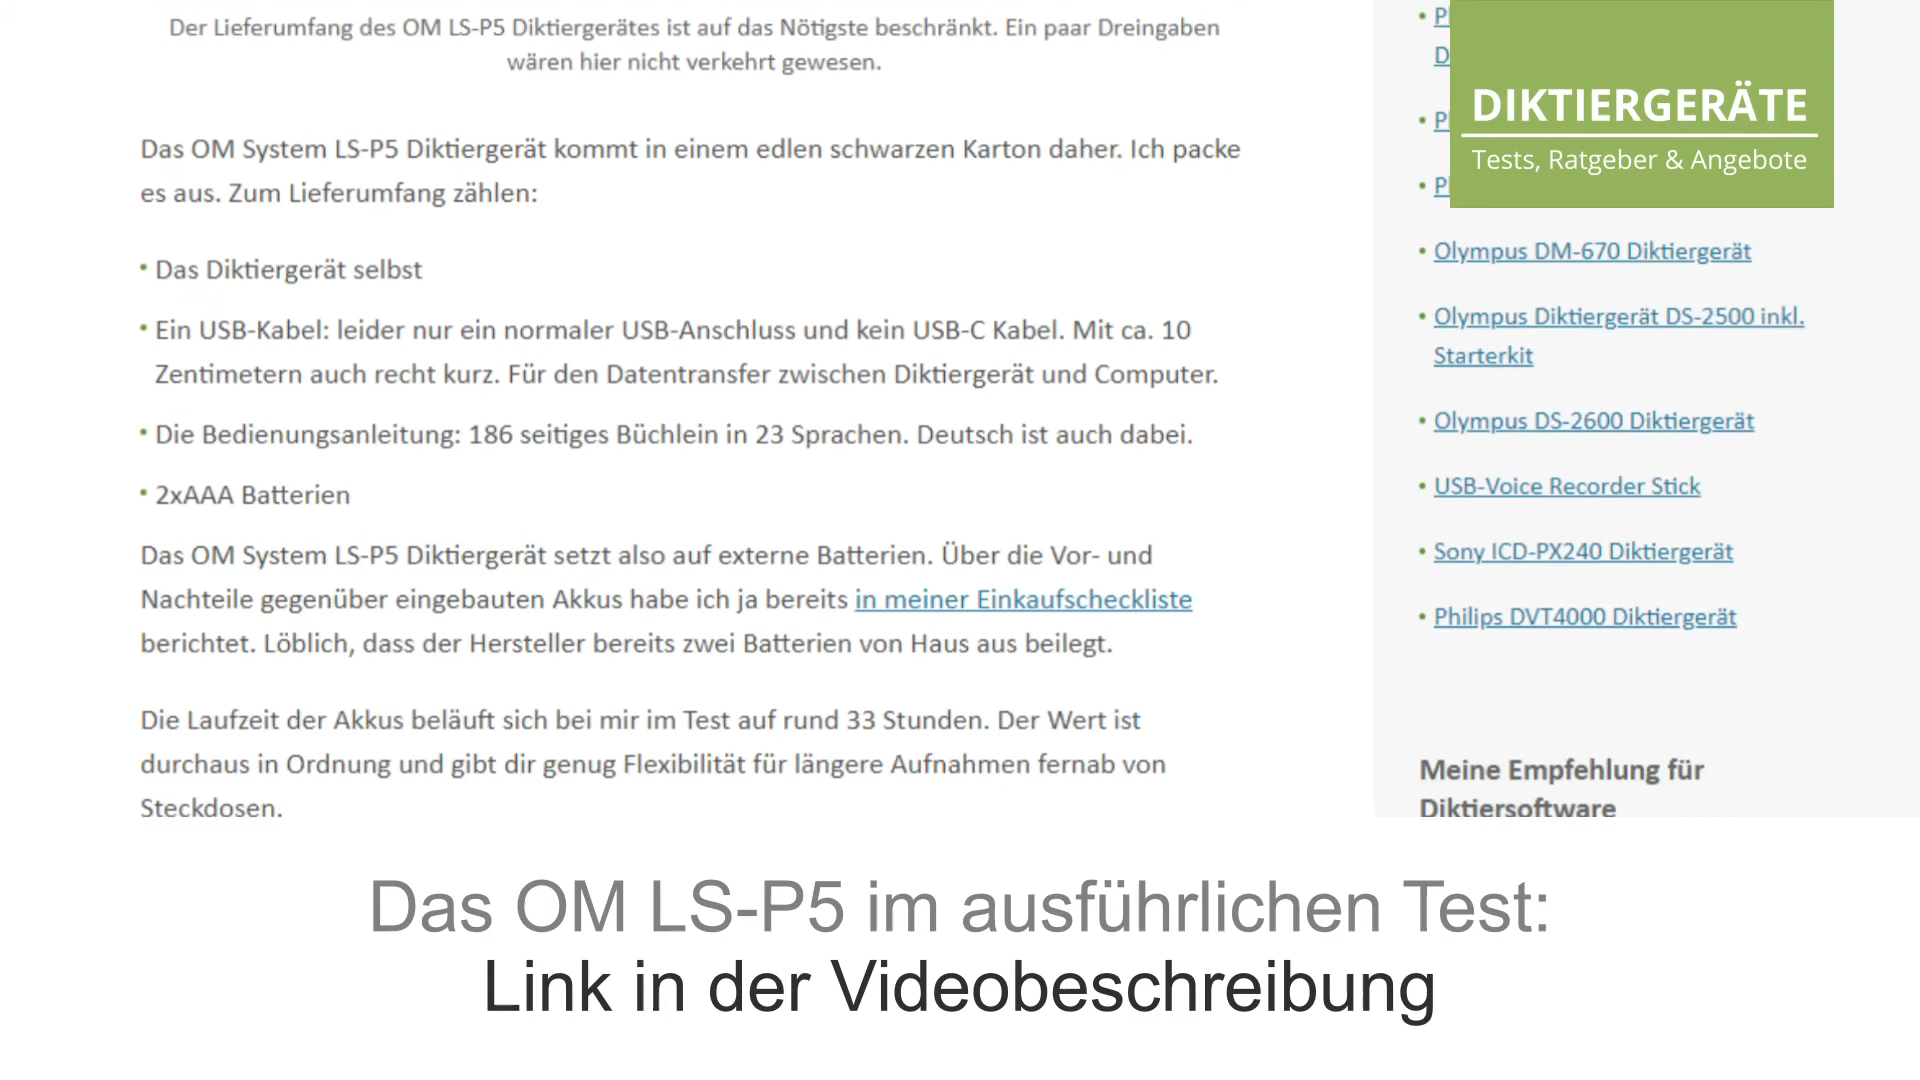 Der Lieferumfang des OM LS-P5 Diktiergerätes ist auf das Nötigste beschränkt. Ein paar Dreingaben
wären hier nicht verkehrt gewesen.
Das OM System LS-P5 Diktiergerät kommt in einem edlen schwarzen Karton daher. Ich packe
es aus. Zum Lieferumfang zählen:
• Das Diktiergerät selbst
• Ein USB-Kabel: leider nur ein normaler USB-Anschluss und kein USB-C Kabel. Mit ca. 10
Zentimetern auch recht kurz. Für den Datentransfer zwischen Diktiergerät und Computer.
• Die Bedienungsanleitung: 186 seitiges Büchlein in 23 Sprachen. Deutsch ist auch dabei.
• 2xAAA Batterien
Das OM System LS-P5 Diktiergerät setzt also auf externe Batterien. Über die Vor- und
Nachteile gegenüber eingebauten Akkus habe ich ja bereits in meiner Einkaufscheckliste
berichtet. Löblich, dass der Hersteller bereits zwei Batterien von Haus aus beilegt.
Die Laufzeit der Akkus beläuft sich bei mir im Test auf rund 33 Stunden. Der Wert ist
durchaus in Ordnung und gibt dir genug Flexibilität für längere Aufnahmen fernab von
Steckdosen.
DIKTIERGERÄTE
Tests, Ratgeber & Angebote
• Olympus DM-670 Diktiergerät
• Olympus Diktiergerät DS-2500 inkl.
Starterkit
• Olympus DS-2600 Diktiergerät
• USB-Voice Recorder Stick
• Sony ICD-PX240 Diktiergerät
• Philips DVT4000 Diktiergerät
Meine Empfehlung für
Diktiersoftware
Das OM LS-P5 im ausführlichen Test:
Link in der Videobeschreibung